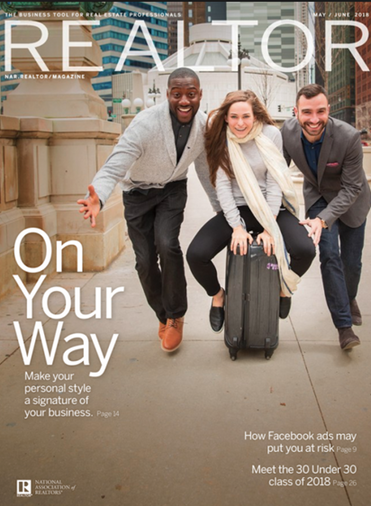 THE BUSINESS TOOL FOR REAL ESTATE PROFESSIONALS
MAY / JUNE 2018
REALTOR
NAR REALTOR/MAGAZINE
On
Your
Way
Make your
personal style
a signature of
your business. Page 14
How Facebook ads may
put you at risk Page 9
Meet the 30 Under 30
class of 2018 Page 26
R
REALTOR
NATIONAL
ASSOCIATION of
REALTORS®